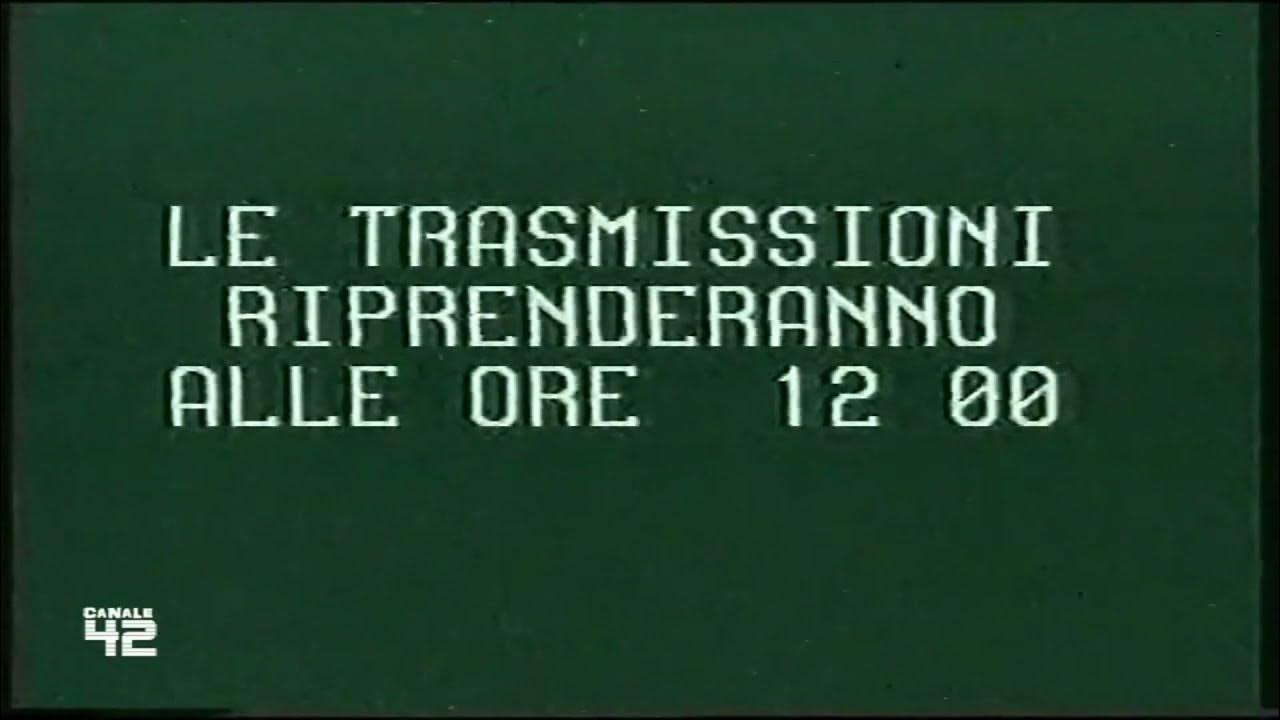 LE TRASMISSIONI
RIPRENDERANNO
ALLE ORE  12 00
CANALE
42